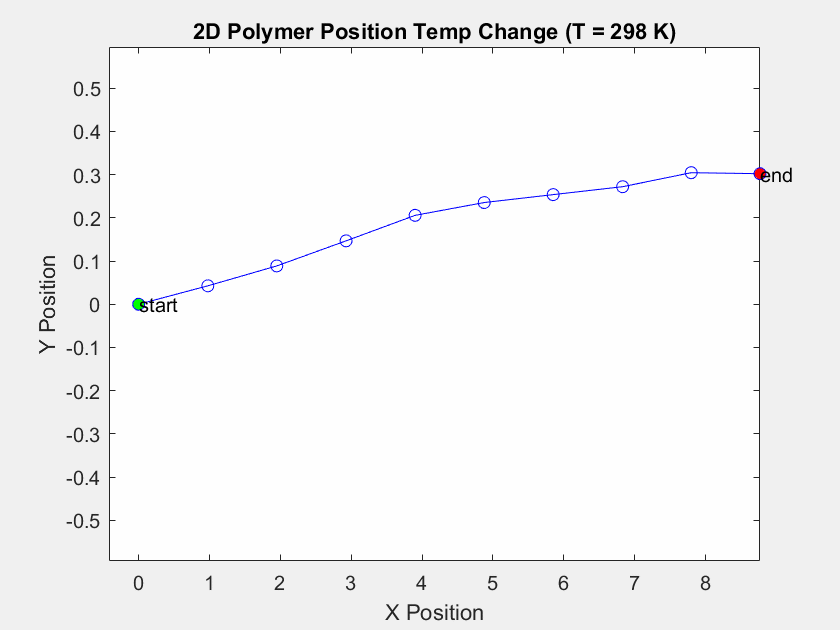 2D Polymer Position Temp Change (T = 298 K)
0.5
0.4
0.3
0.2
0.1
0
-0.1
-0.2
-0.3
-0.4
-0.5
Y Position
start
end
0 1 2 3 4 5 6 7 8
X Position